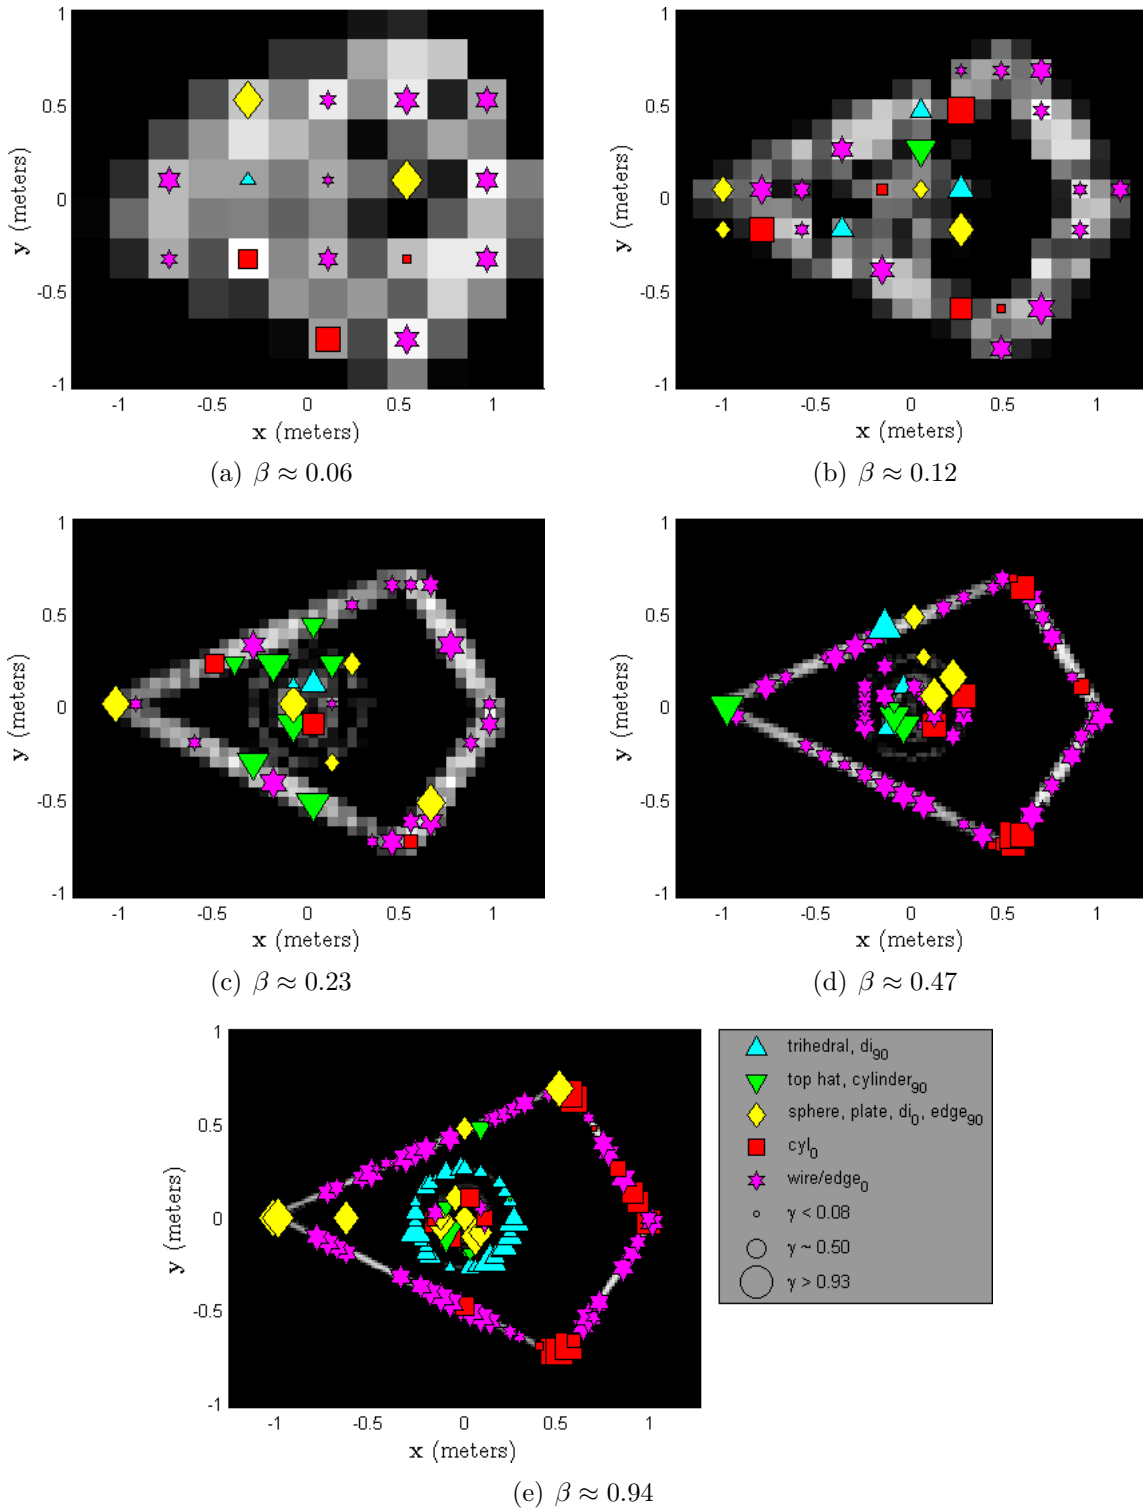 1
0.5
0
-0.5
-1
y (meters)
-1
-0.5
0
0.5
1
x (meters)
(a) β ≈ 0.06
1
0.5
0
-0.5
-1
y (meters)
-1
-0.5
0
0.5
1
x (meters)
(b) β ≈ 0.12
1
0.5
0
-0.5
-1
y (meters)
-1
-0.5
0
0.5
1
x (meters)
(c) β ≈ 0.23
1
0.5
0
-0.5
-1
y (meters)
-1
-0.5
0
0.5
1
x (meters)
(d) β ≈ 0.47
1
0.5
0
-0.5
-1
y (meters)
-1
-0.5
0
0.5
1
x (meters)
trihedral, di90
top hat, cylinder90
sphere, plate, di0, edge90
cyl0
wire/edge0
γ < 0.08
γ ~ 0.50
γ > 0.93
(e) β ≈ 0.94